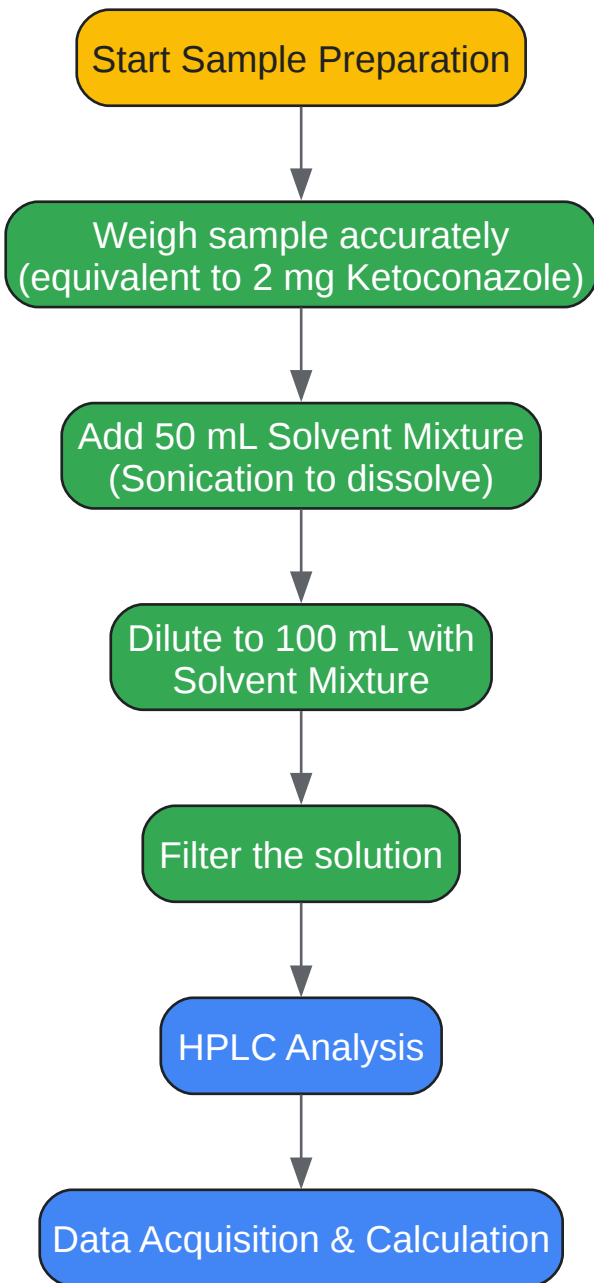 Start Sample Preparation
Weigh sample accurately
(equivalent to 2 mg Ketoconazole)
Add 50 mL Solvent Mixture
(Sonication to dissolve)
Dilute to 100 mL with
Solvent Mixture
Filter the solution
HPLC Analysis
Data Acquisition & Calculation